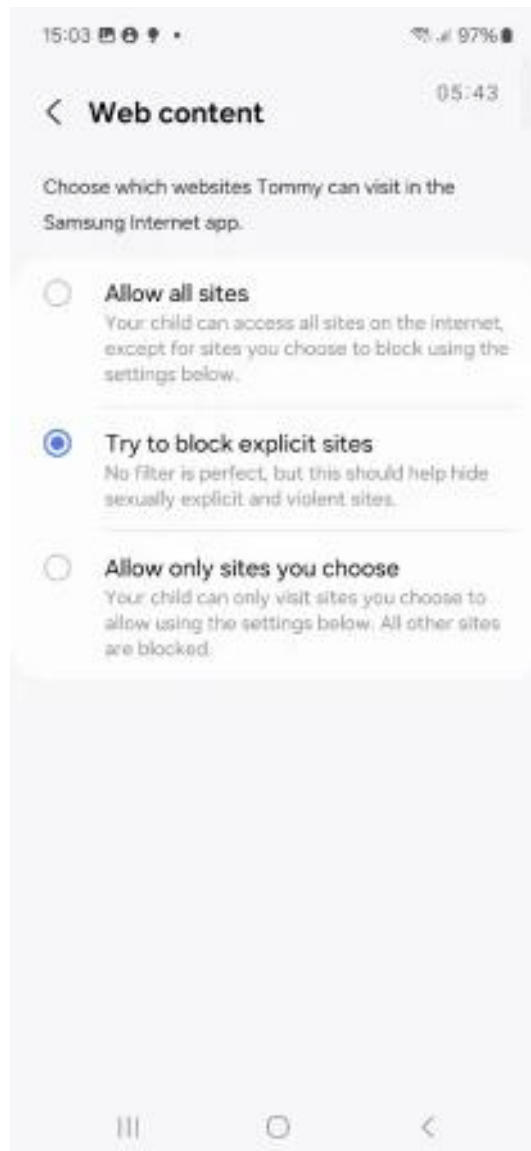 15:03
97%
05:43
Web content
Choose which websites Tommy can visit in the
Samsung Internet app.
Allow all sites
Your child can access all sites on the internet,
except for sites you choose to block using the
settings below.
Try to block explicit sites
No filter is perfect, but this should help hide
sexually explicit and violent sites.
Allow only sites you choose
Your child can only visit sites you choose to
allow using the settings below. All other sites
are blocked.